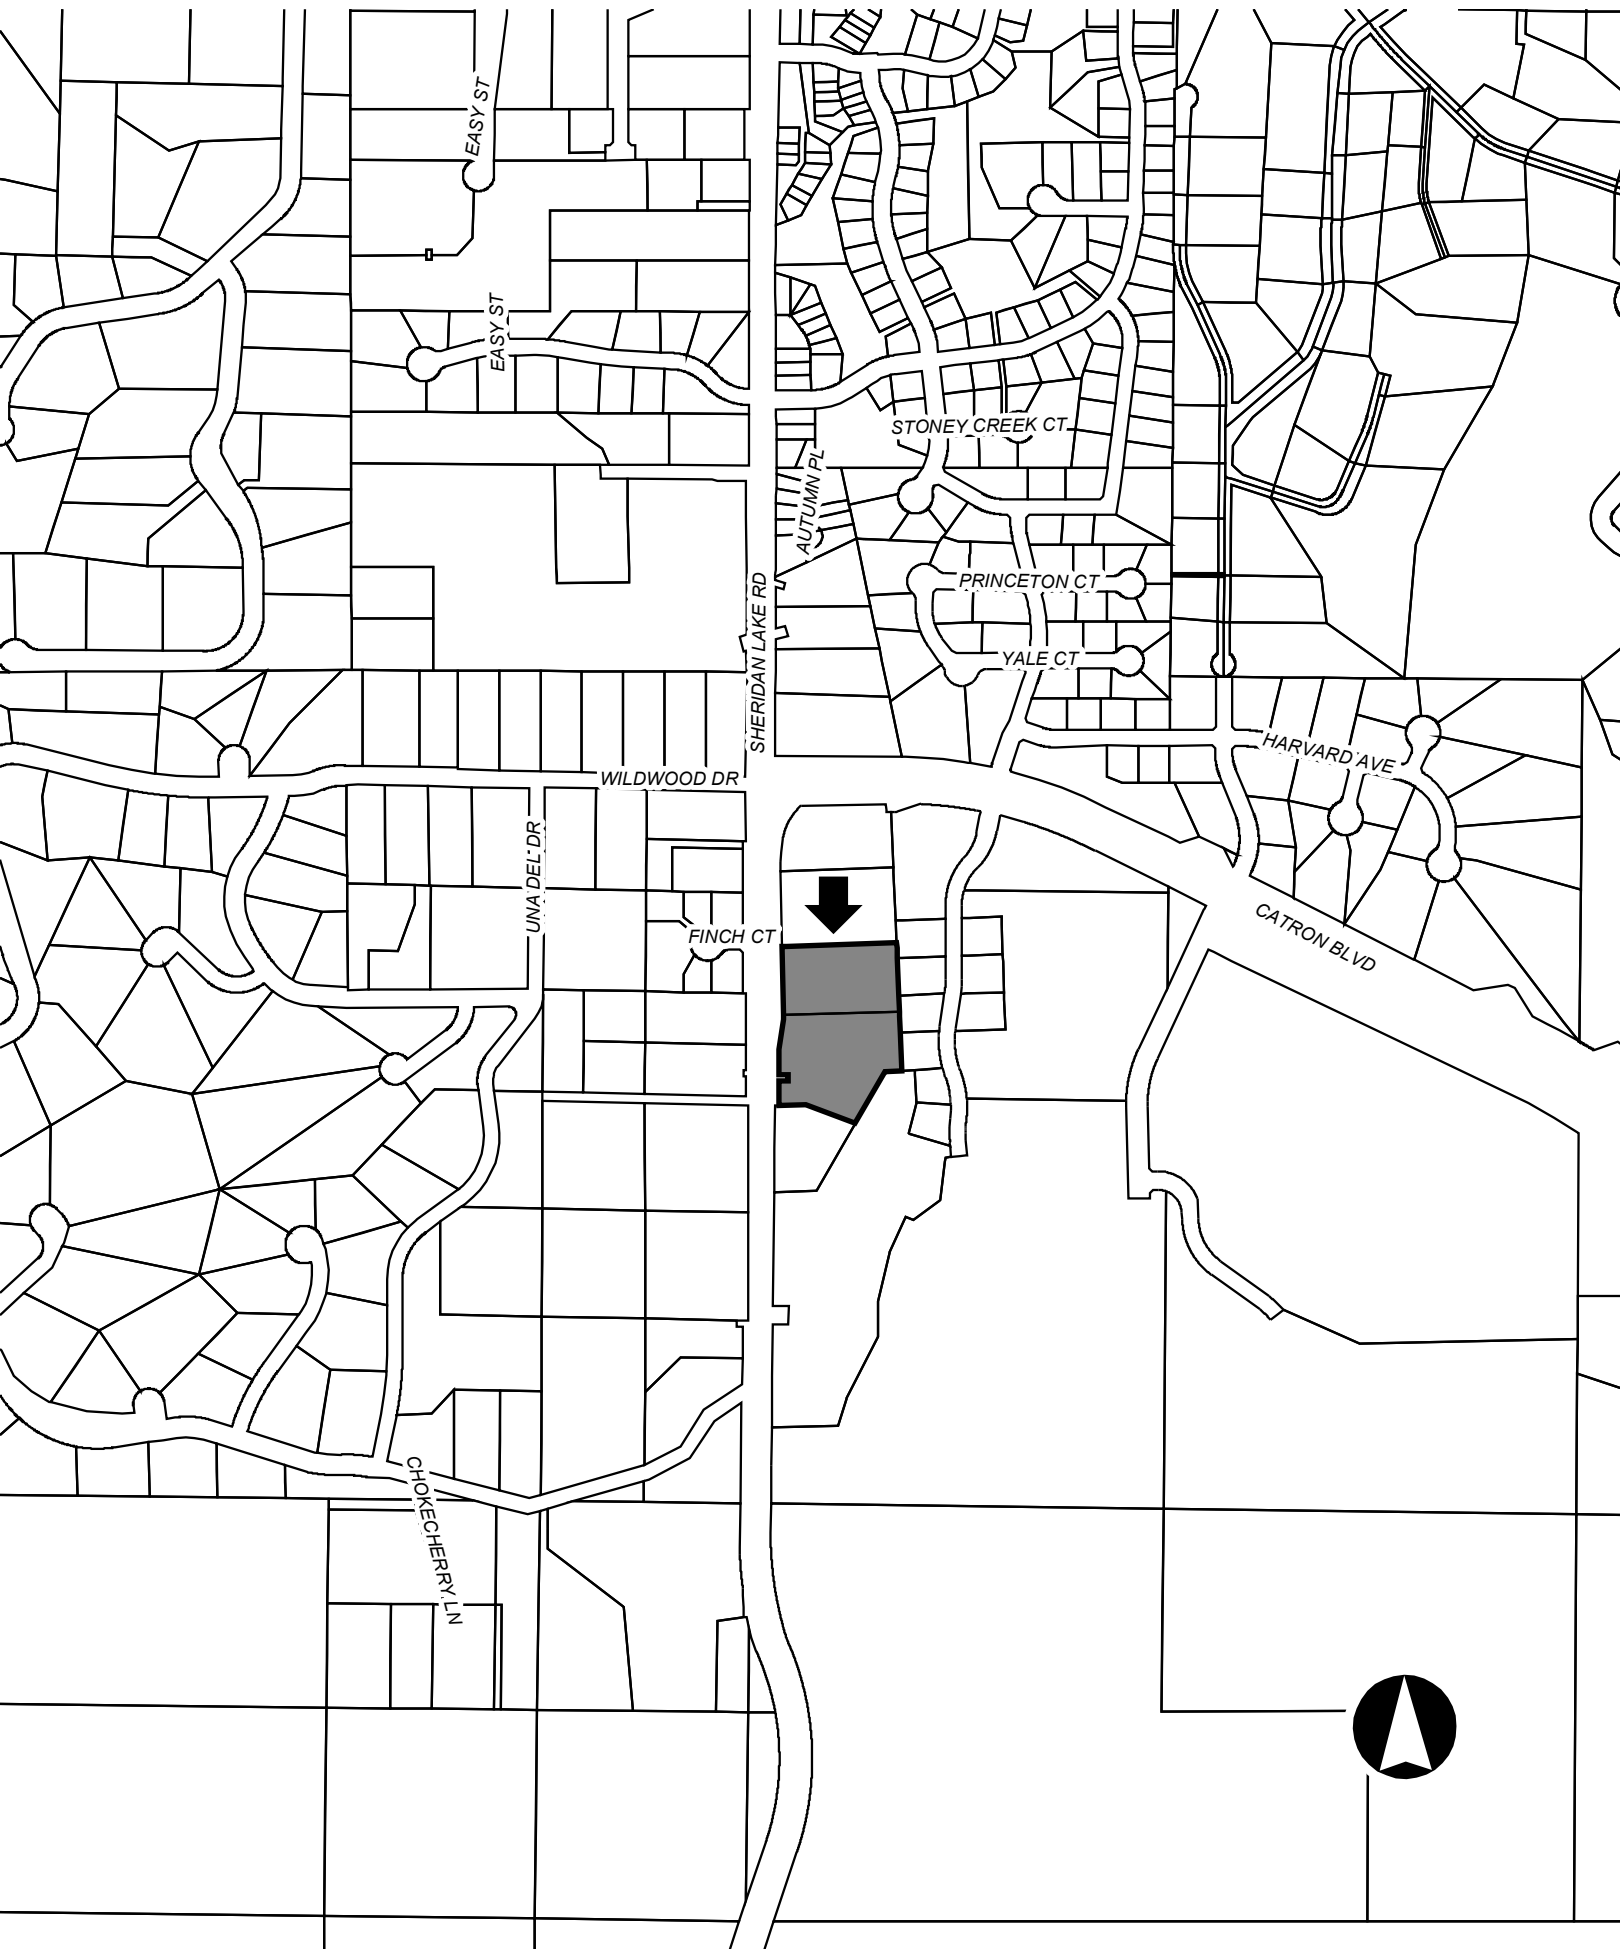 EASY ST
EASY ST
STONEY CREEK CT
AUTUMN PL
PRINCETON CT
SHERIDAN LAKE RD
YALE CT
HARVARD AVE
WILDWOOD DR
UNA DEL DR
FINCH CT
CATRON BLVD
CHOKECHERRY LN